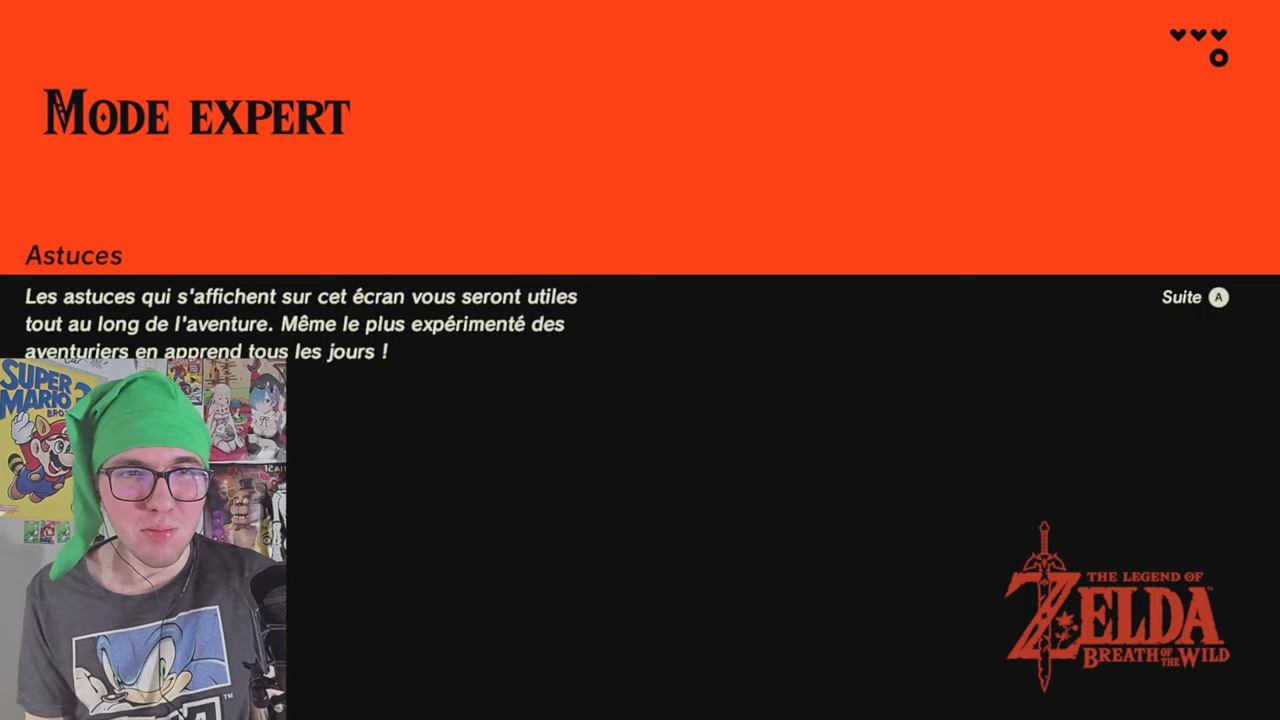 Mode expert
Astuces
Les astuces qui s'affichent sur cet écran vous seront utiles
tout au long de l'aventure. Même le plus expérimenté des
aventuriers en apprend tous les jours !
Suite A
SUPER
MARIO
BRO
THE LEGEND OF
ZELDA
BREATH OF THE WILD
TM